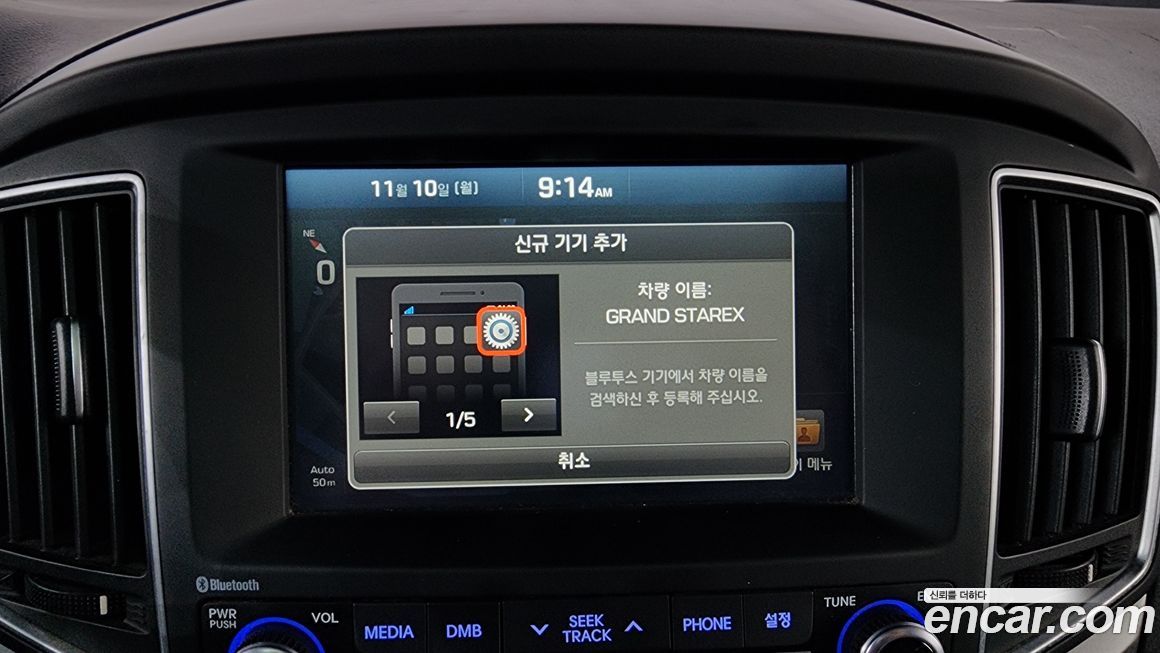 11월 10일 (월) 9:14AM
NE
0
신규 기기 추가
차량 이름:
GRAND STAREX
블루투스 기기에서 차량 이름을
검색하신 후 등록해 주십시오.
1/5
취소
메뉴
Auto
50m
Bluetooth
PWR
PUSH
VOL
MEDIA
DMB
SEEK
TRACK
PHONE
설정
TUNE
신뢰를 더하다
encar.com